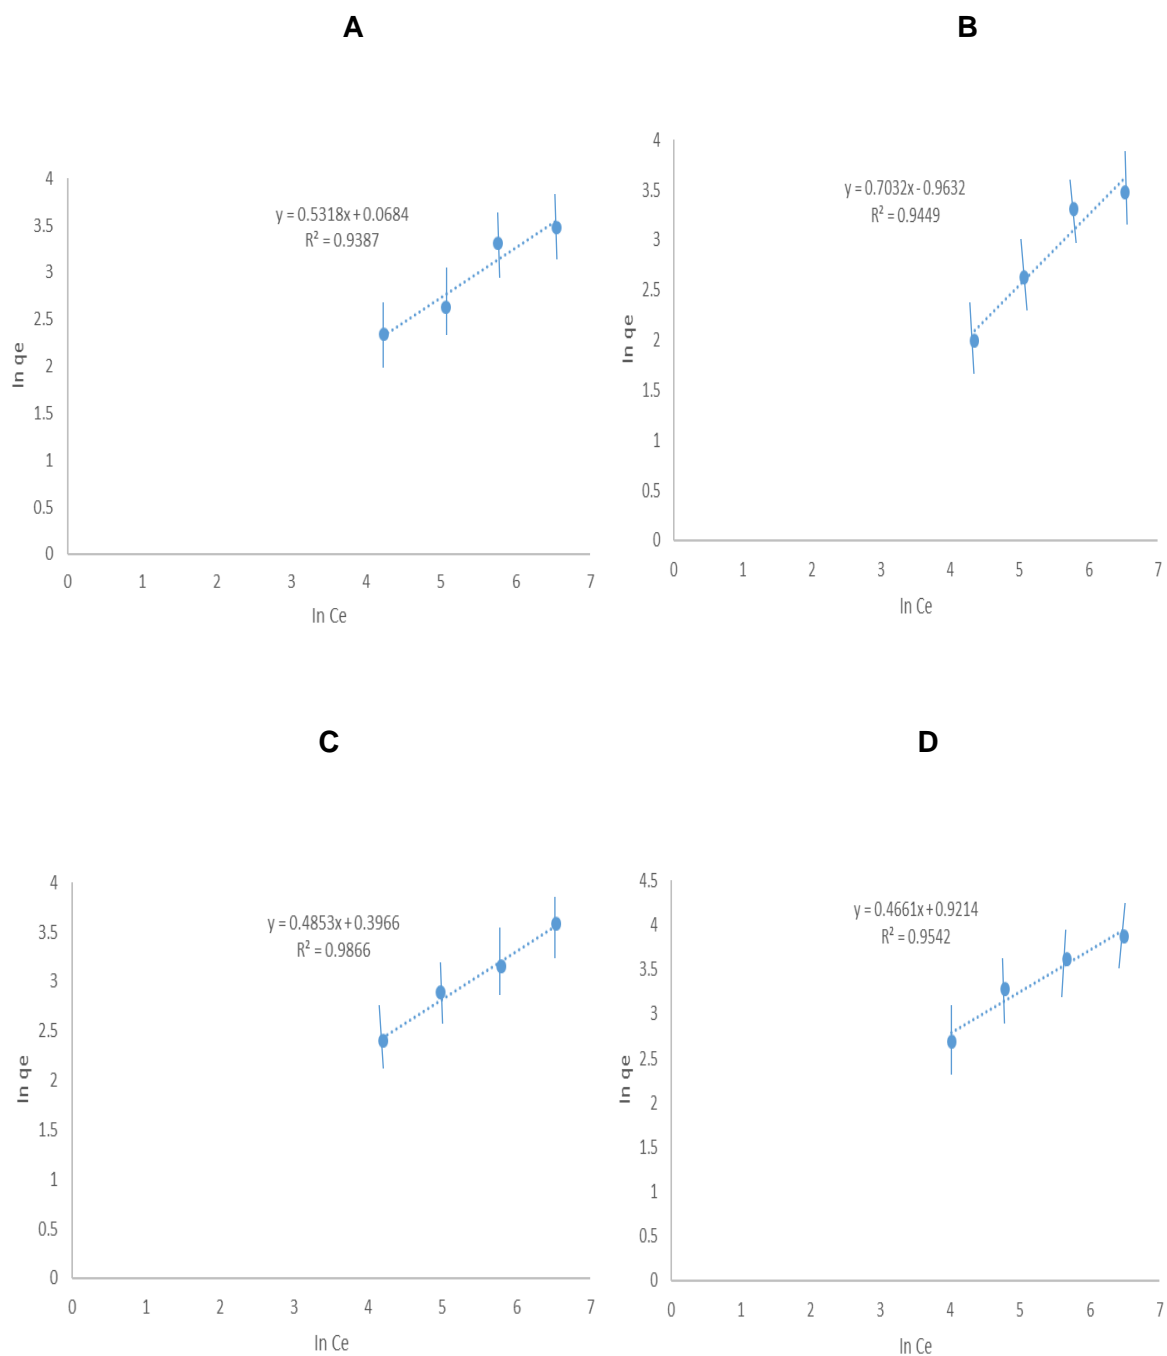 A
B
4
3.5
3
2.5
2
1.5
1
0.5
0
ln qe
y = 0.5318x + 0.0684
R² = 0.9387
0 1 2 3 4 5 6 7
ln Ce
4
3.5
3
2.5
2
1.5
1
0.5
0
ln qe
y = 0.7032x - 0.9632
R² = 0.9449
0 1 2 3 4 5 6 7
ln Ce
C
D
4
3.5
3
2.5
2
1.5
1
0.5
0
ln qe
y = 0.4853x + 0.3966
R² = 0.9866
0 1 2 3 4 5 6 7
ln Ce
4.5
4
3.5
3
2.5
2
1.5
1
0.5
0
ln qe
y = 0.4661x + 0.9214
R² = 0.9542
0 1 2 3 4 5 6 7
ln Ce